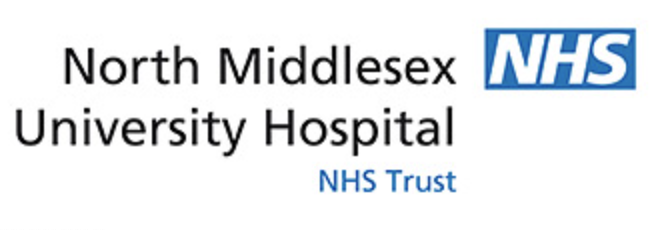 North Middlesex NHS
University Hospital
NHS Trust